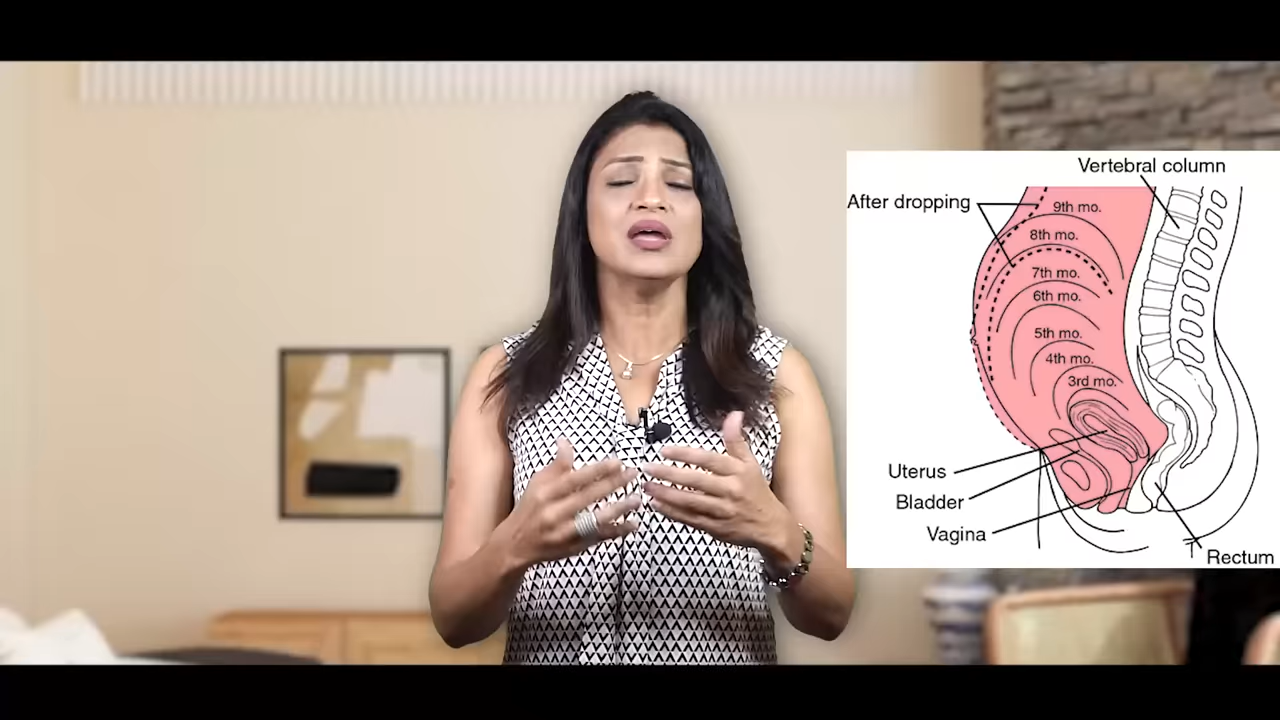 Vertebral column
After dropping
9th mo.
8th mo.
7th mo.
6th mo.
5th mo.
4th mo.
3rd mo.
Uterus
Bladder
Vagina
Rectum